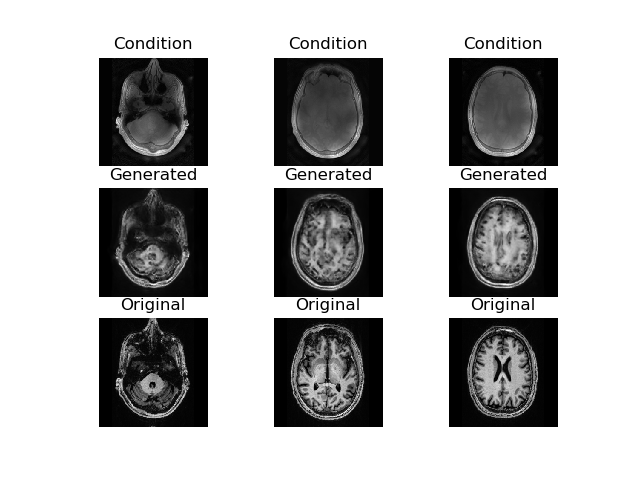 Condition Condition Condition
Generated Generated Generated
Original Original Original